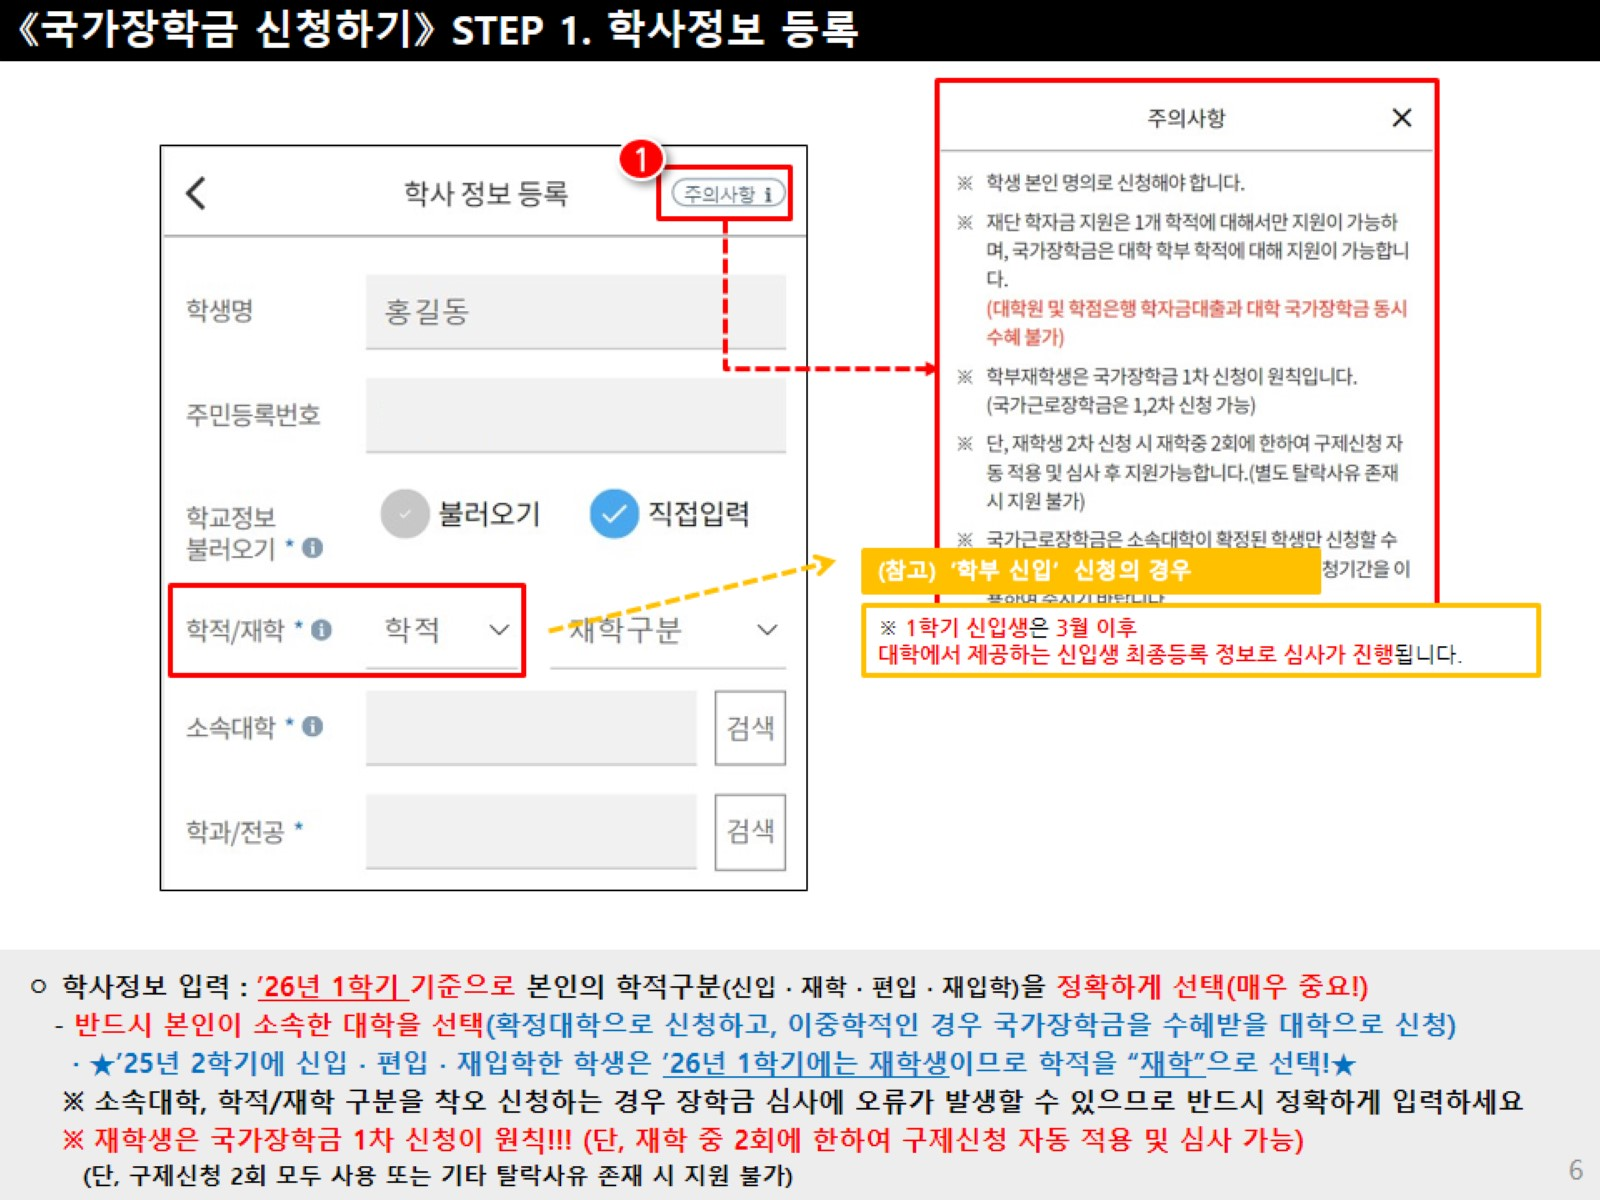 《국가장학금 신청하기》 STEP 1. 학사정보 등록
1
학사 정보 등록
주의사항 i
학생명
홍길동
주민등록번호
학교정보
불러오기 * i
불러오기
직접입력
학적/재학 * i
학적
재학구분
소속대학 * i
검색
학과/전공 *
검색
주의사항
※ 학생 본인 명의로 신청해야 합니다.
※ 재단 학자금 지원은 1개 학적에 대해서만 지원이 가능하
며, 국가장학금은 대학 학부 학적에 대해 지원이 가능합니
다.
(대학원 및 학점은행 학자금대출과 대학 국가장학금 동시
수혜 불가)
※ 학부재학생은 국가장학금 1차 신청이 원칙입니다.
(국가근로장학금은 1,2차 신청 가능)
※ 단, 재학생 2차 신청 시 재학중 2회에 한하여 구제신청 자
동 적용 및 심사 후 지원가능합니다.(별도 탈락사유 존재
시 지원 불가)
※ 국가근로장학금은 소속대학이 확정된 학생만 신청할 수
청기간을 이
(참고) '학부 신입' 신청의 경우
※ 1학기 신입생은 3월 이후
대학에서 제공하는 신입생 최종등록 정보로 심사가 진행됩니다.
○ 학사정보 입력 : '26년 1학기 기준으로 본인의 학적구분(신입 · 재학 · 편입 · 재입학)을 정확하게 선택(매우 중요!)
- 반드시 본인이 소속한 대학을 선택(확정대학으로 신청하고, 이중학적인 경우 국가장학금을 수혜받을 대학으로 신청)
· ★'25년 2학기에 신입 · 편입 · 재입학한 학생은 '26년 1학기에는 재학생이므로 학적을 “재학”으로 선택!★
※ 소속대학, 학적/재학 구분을 착오 신청하는 경우 장학금 심사에 오류가 발생할 수 있으므로 반드시 정확하게 입력하세요
※ 재학생은 국가장학금 1차 신청이 원칙!!! (단, 재학 중 2회에 한하여 구제신청 자동 적용 및 심사 가능)
(단, 구제신청 2회 모두 사용 또는 기타 탈락사유 존재 시 지원 불가)
6